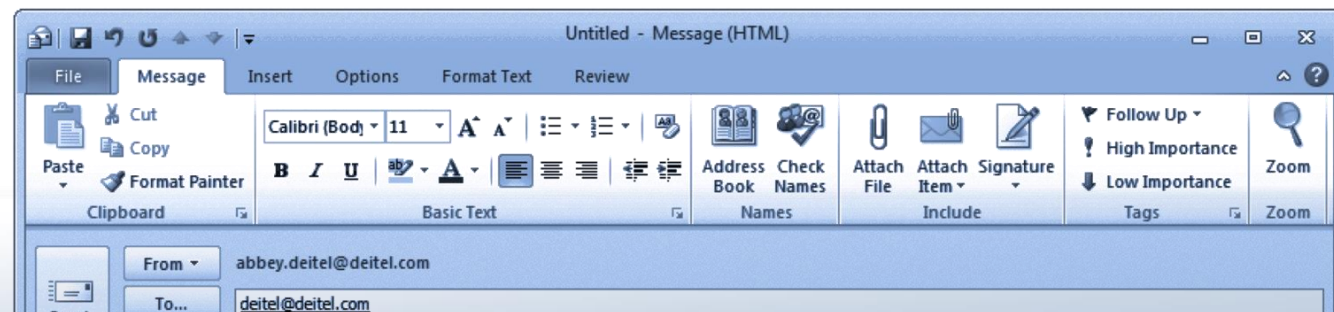 Untitled - Message (HTML)
File Message Insert Options Format Text Review
Cut
Copy
Format Painter
Paste
Clipboard
Calibri (Body 11
B I U
Basic Text
Address Book
Check Names
Names
Attach File
Attach Item
Signature
Include
Follow Up
High Importance
Low Importance
Tags
Zoom
Zoom
From abbey.deitel@deitel.com
To... deitel@deitel.com